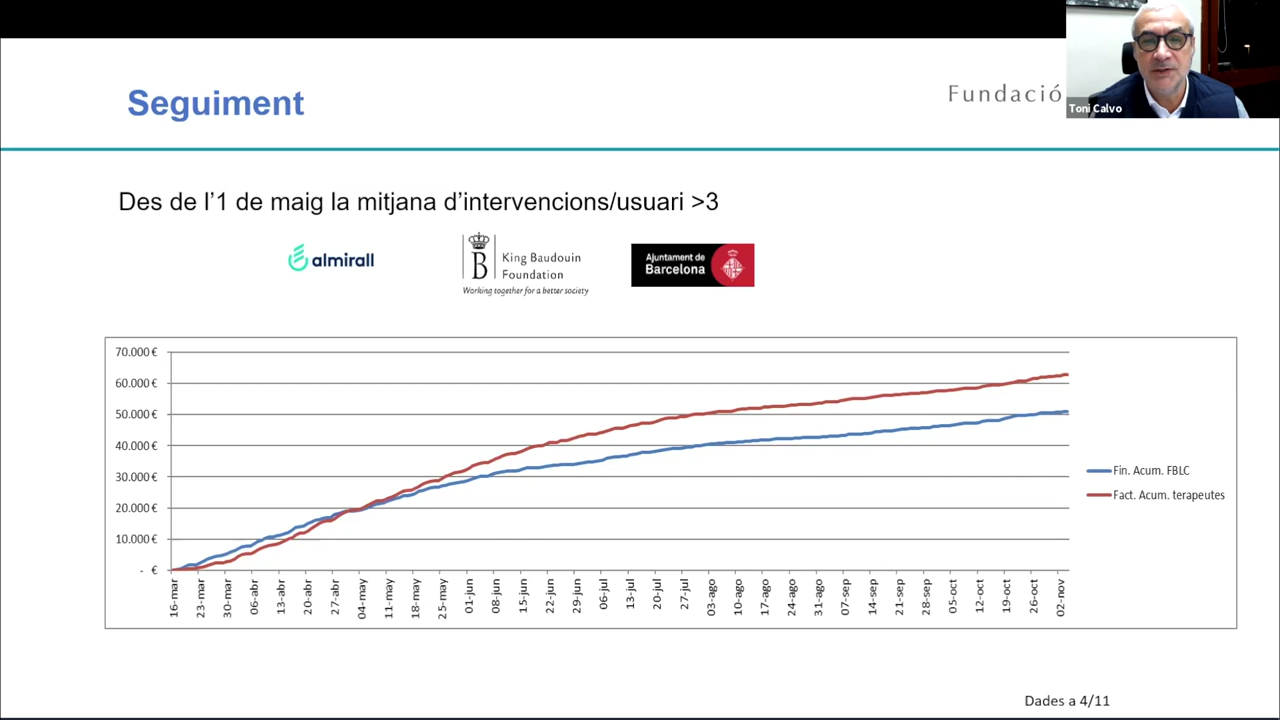 Seguiment
Fundació
Toni Calvo
Des de l'1 de maig la mitjana d'intervencions/usuari >3
almirall
B
King Baudouin
Foundation
Working together for a better society
Ajuntament de
Barcelona
70.000 €
60.000 €
50.000 €
40.000 €
30.000 €
20.000 €
10.000 €
- €
16-mar
23-mar
30-mar
06-abr
13-abr
20-abr
27-abr
04-may
11-may
18-may
25-may
01-jun
08-jun
15-jun
22-jun
29-jun
06-jul
13-jul
20-jul
27-jul
03-ago
10-ago
17-ago
24-ago
31-ago
07-sep
14-sep
21-sep
28-sep
05-oct
12-oct
19-oct
26-oct
02-nov
Fin. Acum. FBLC
Fact. Acum. terapeutes
Dades a 4/11